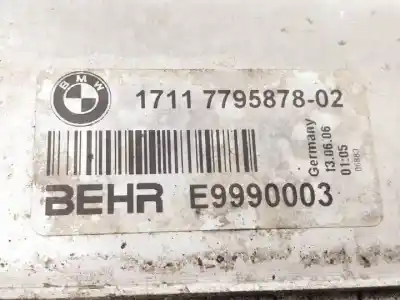 BMW
1711 7795878-02
BEHR E9990003
Germany
13.06.06
01:05